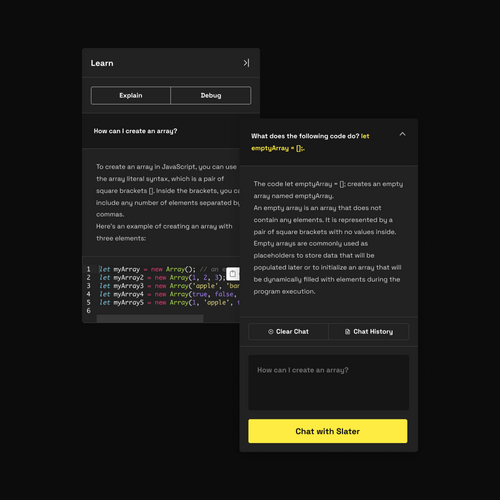 Learn
Explain
Debug
How can I create an array?
To create an array in JavaScript, you can use
the array literal syntax, which is a pair of
square brackets []. Inside the brackets, you
include any number of elements separated
commas.
Here's an example of creating an array with
three elements:
1 let myArray = new Array(); // an
2 let myArray2 = new Array(1, 2, 3);
3 let myArray3 = new Array('apple',
4 let myArray4 = new Array(true, false,
5 let myArray5 = new Array(1, 'apple',
6
What does the following code do? let
emptyArray = [];.
The code let emptyArray = []; creates an empty
array named emptyArray.
An empty array is an array that does not
contain any elements. It is represented by a
pair of square brackets with no values inside.
Empty arrays are commonly used as
placeholders to store data that will be
populated later or to initialize an array that will
be dynamically filled with elements during the
program execution.
Clear Chat
Chat History
How can I create an array?
Chat with Slater